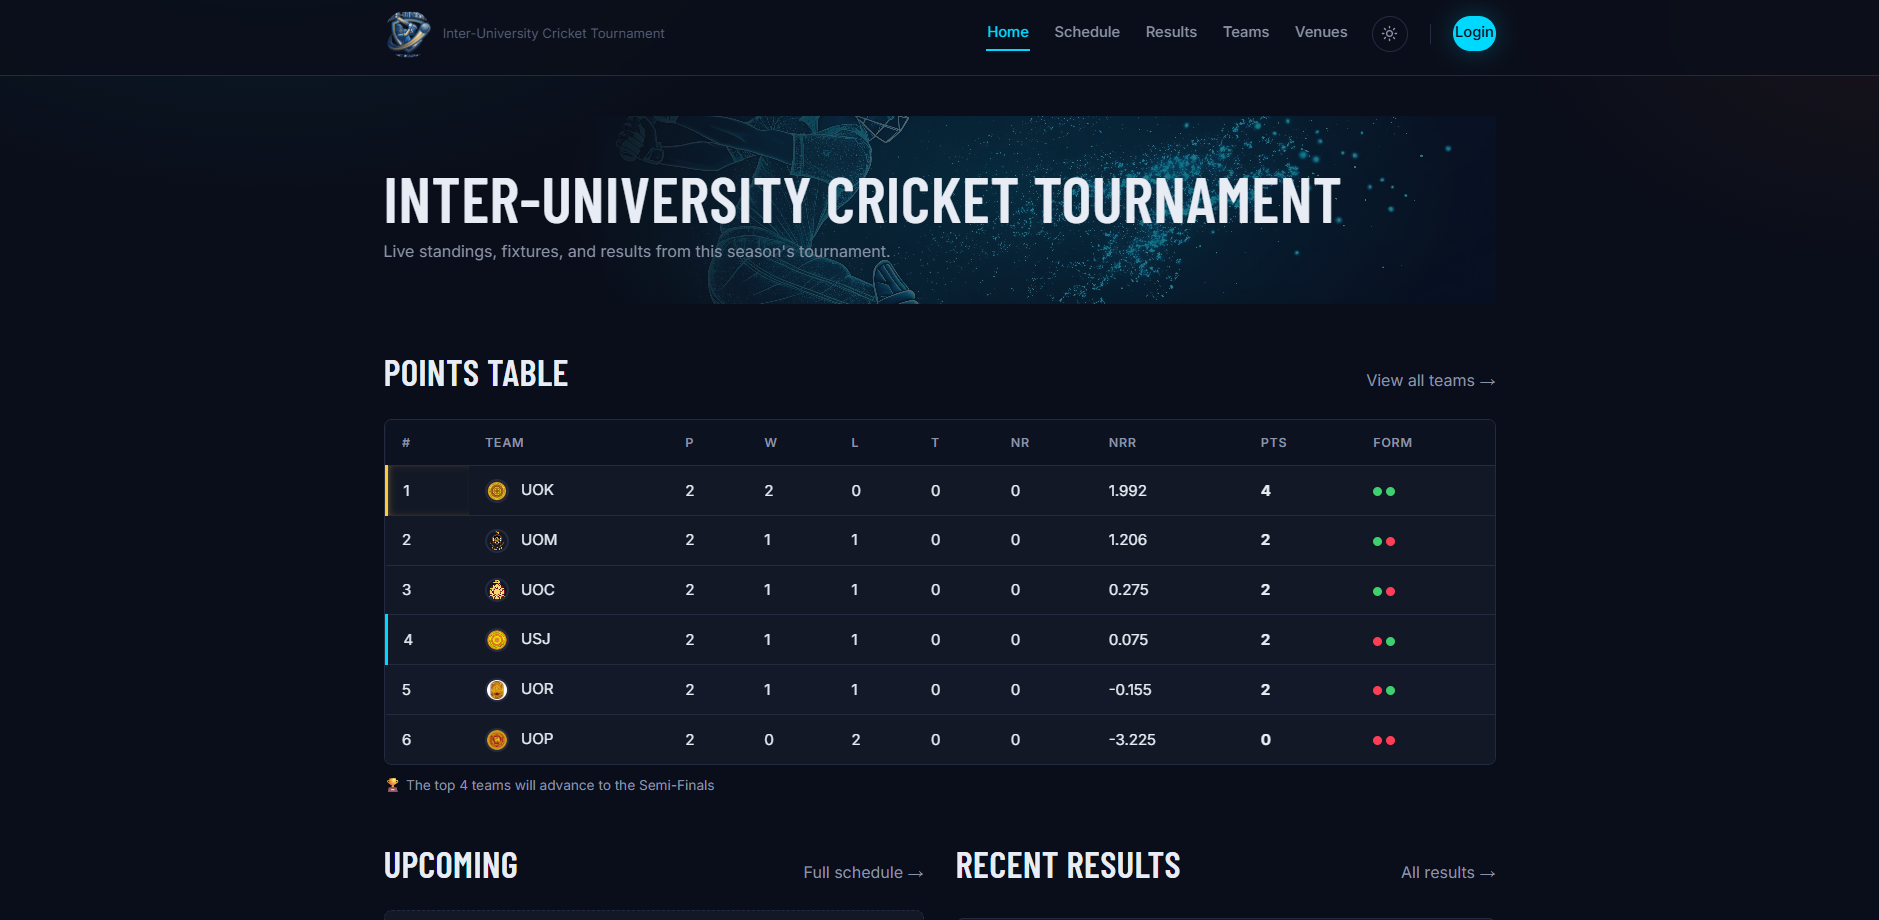 Inter-University Cricket Tournament Home Schedule Results Teams Venues Login
INTER-UNIVERSITY CRICKET TOURNAMENT
Live standings, fixtures, and results from this season's tournament.
POINTS TABLE View all teams →
# TEAM P W L T NR NRR PTS FORM
1 UOK 2 2 0 0 0 1.992 4
2 UOM 2 1 1 0 0 1.206 2
3 UOC 2 1 1 0 0 0.275 2
4 USJ 2 1 1 0 0 0.075 2
5 UOR 2 1 1 0 0 -0.155 2
6 UOP 2 0 2 0 0 -3.225 0
🏆 The top 4 teams will advance to the Semi-Finals
UPCOMING Full schedule → RECENT RESULTS All results →